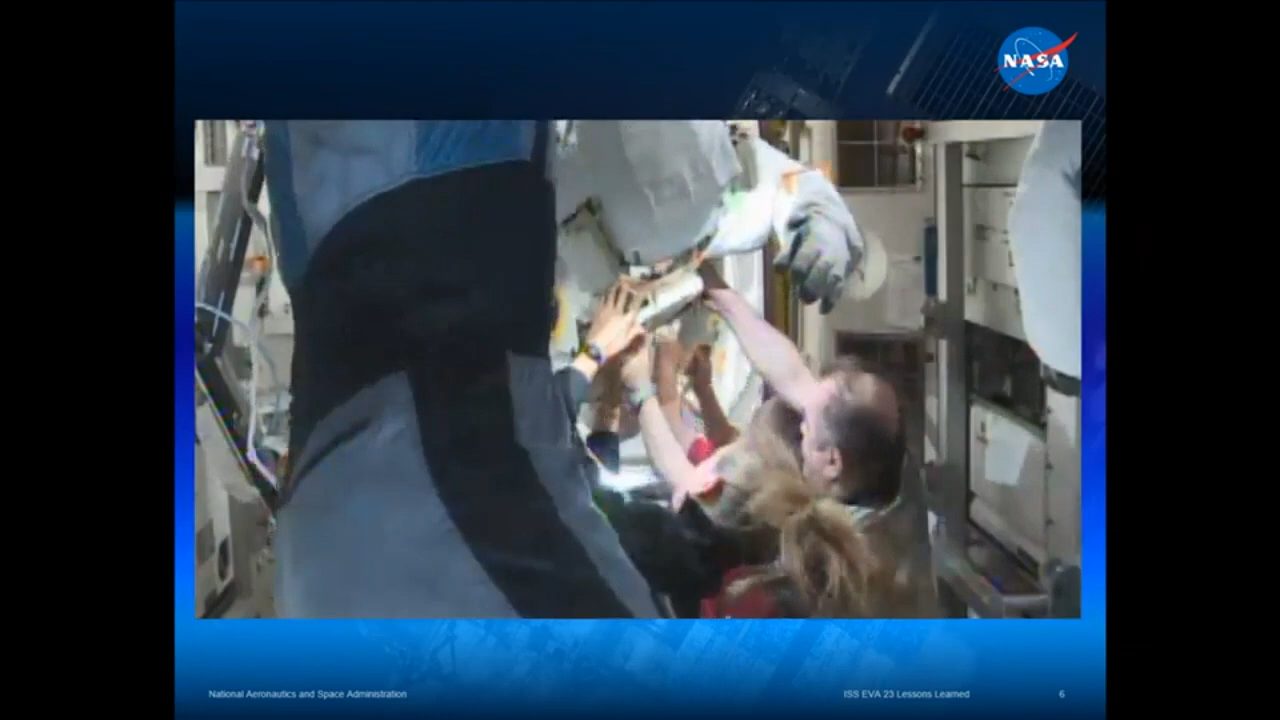 NASA
National Aeronautics and Space Administration
ISS EVA 23 Lessons Learned
6